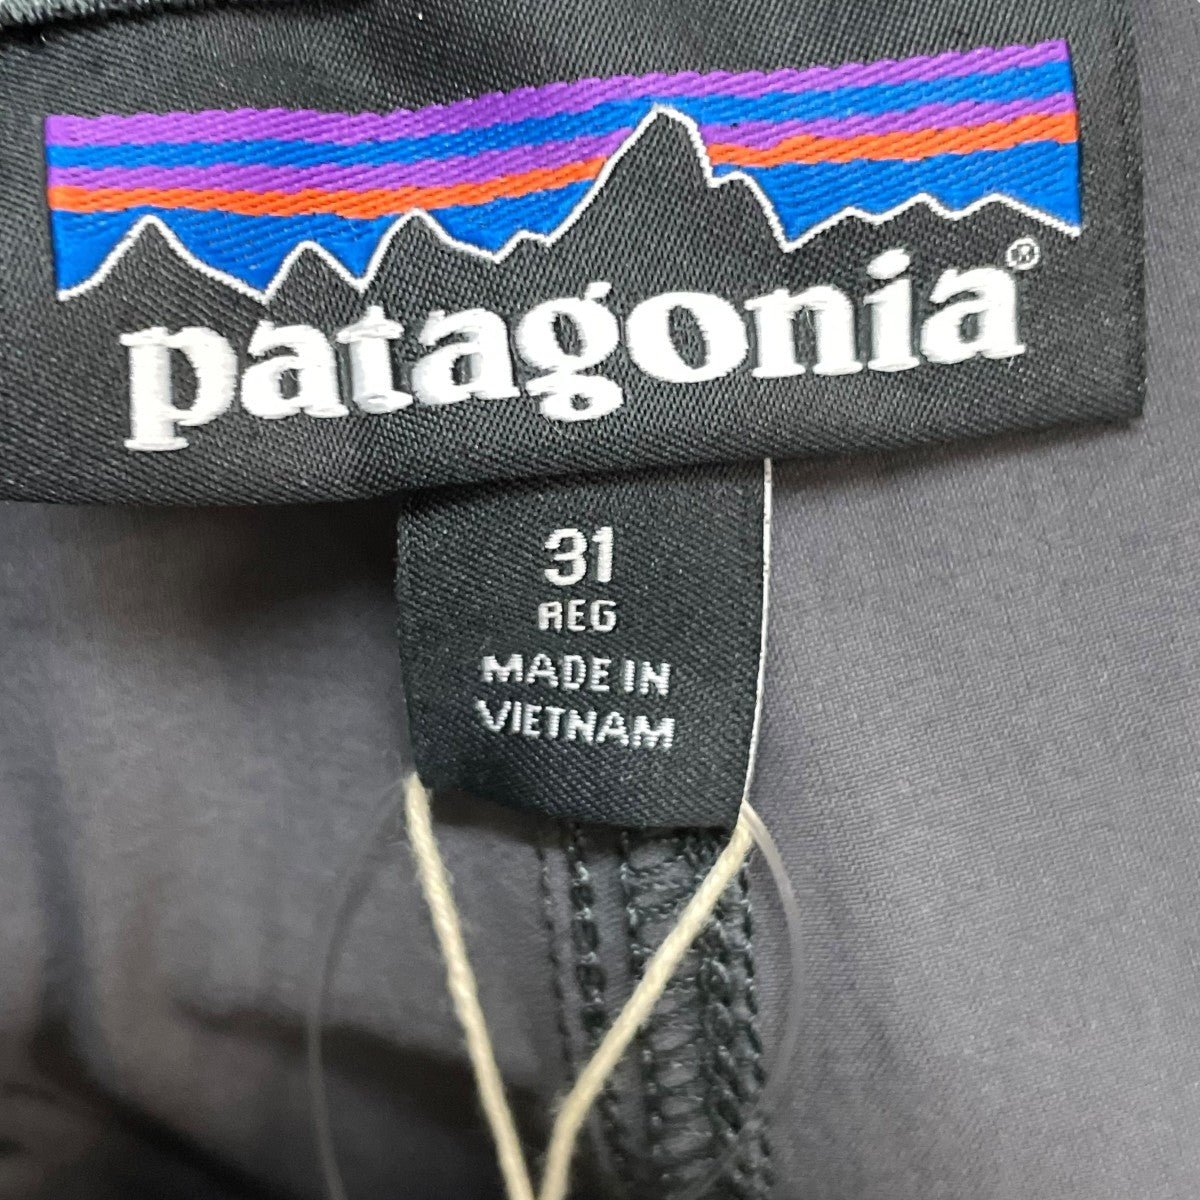 patagonia®
31
REG
MADE IN
VIETNAM